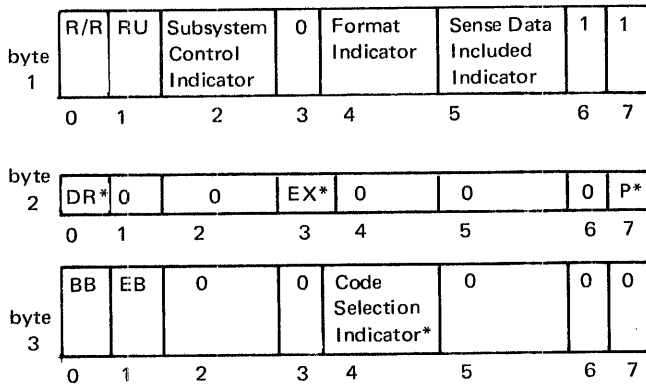 R/R RU Subsystem 0 Format Sense Data 1 1
byte Control Indicator Included
1 Indicator Indicator
0 1 2 3 4 5 6 7
byte
2 DR* 0 0 EX* 0 0 0 P*
0 1 2 3 4 5 6 7
BB EB 0 0 Code 0 0 0
Selection
byte Indicator*
3
0 1 2 3 4 5 6 7